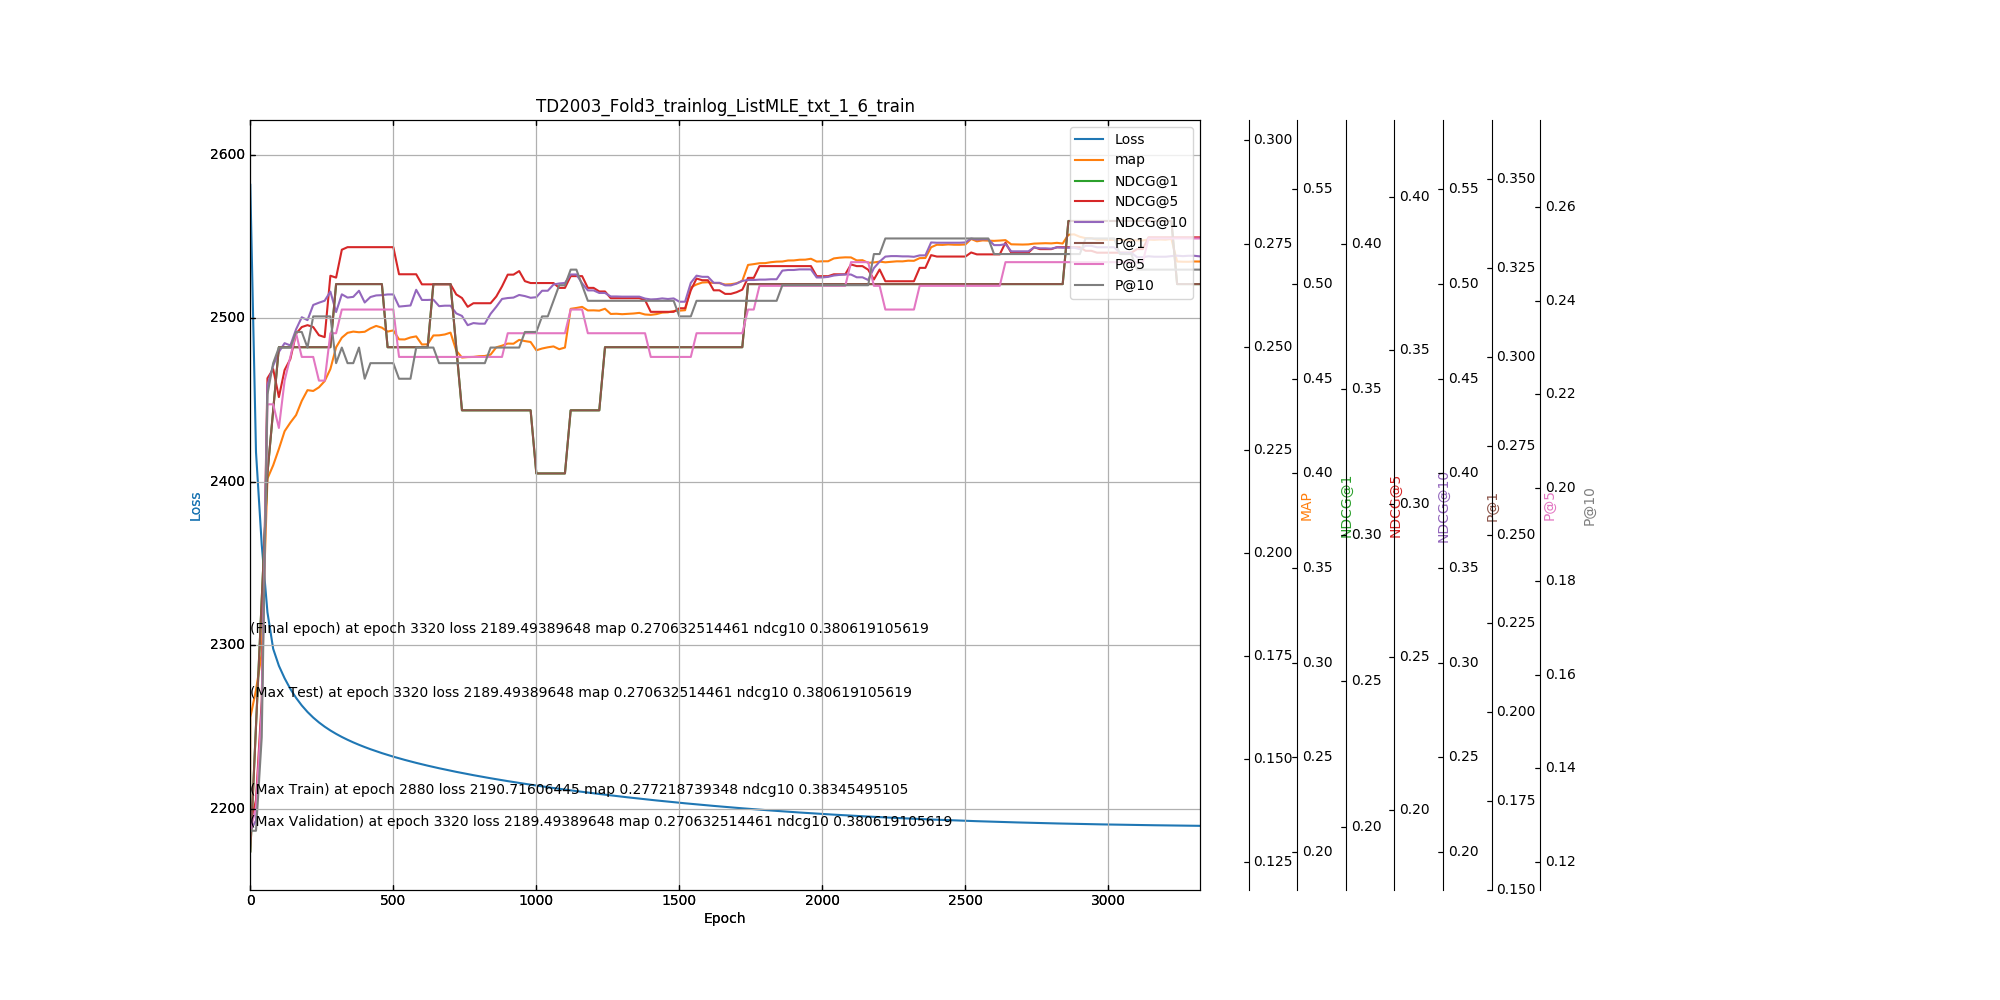 TD2003_Fold3_trainlog_ListMLE_txt_1_6_train
Loss
map
NDCG@1
NDCG@5
NDCG@10
P@1
P@5
P@10
2600
2500
2400
2300
2200
Loss
(Final epoch) at epoch 3320 loss 2189.49389648 map 0.270632514461 ndcg10 0.380619105619
(Max Test) at epoch 3320 loss 2189.49389648 map 0.270632514461 ndcg10 0.380619105619
(Max Train) at epoch 2880 loss 2190.71606445 map 0.277218739348 ndcg10 0.38345495105
(Max Validation) at epoch 3320 loss 2189.49389648 map 0.270632514461 ndcg10 0.380619105619
0 500 1000 1500 2000 2500 3000
Epoch
0.300
0.275
0.250
0.225
0.200
0.175
0.150
0.125
MAP
0.55
0.50
0.45
0.40
0.35
0.30
0.25
0.20
NDCG@1
0.40
0.35
0.30
0.25
0.20
NDCG@5
0.40
0.35
0.30
0.25
0.20
NDCG@10
0.55
0.50
0.45
0.40
0.35
0.30
0.25
0.20
P@1
0.350
0.325
0.300
0.275
0.250
0.225
0.200
0.175
0.150
P@5
0.26
0.24
0.22
0.20
0.18
0.16
0.14
0.12
P@10